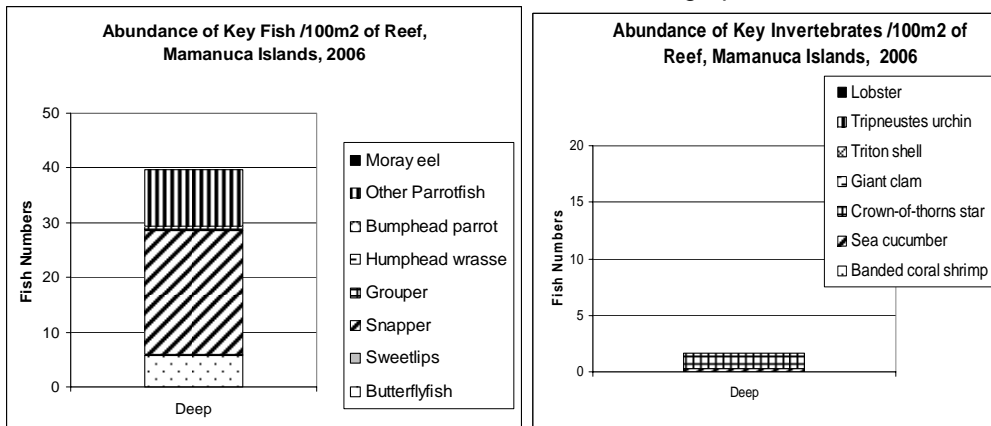 Abundance of Key Fish /100m2 of Reef,
Mamanuca Islands, 2006
50
40
30
20
10
0
Fish Numbers
Deep
Moray eel
Other Parrotfish
Bumphead parrot
Humphead wrasse
Grouper
Snapper
Sweetlips
Butterflyfish
Abundance of Key Invertebrates /100m2 of
Reef, Mamanuca Islands, 2006
20
15
10
5
0
Fish Numbers
Deep
Lobster
Tripneustes urchin
Triton shell
Giant clam
Crown-of-thorns star
Sea cucumber
Banded coral shrimp